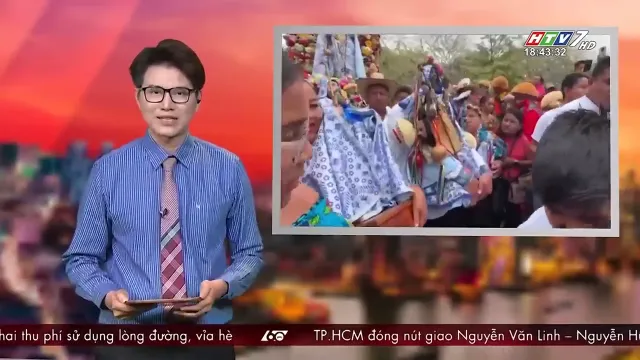 HTV7 HD
18:43:32
hai thu phí sử dụng lòng đường, vỉa hè 60 TP.HCM đóng nút giao Nguyễn Văn Linh – Nguyễn H